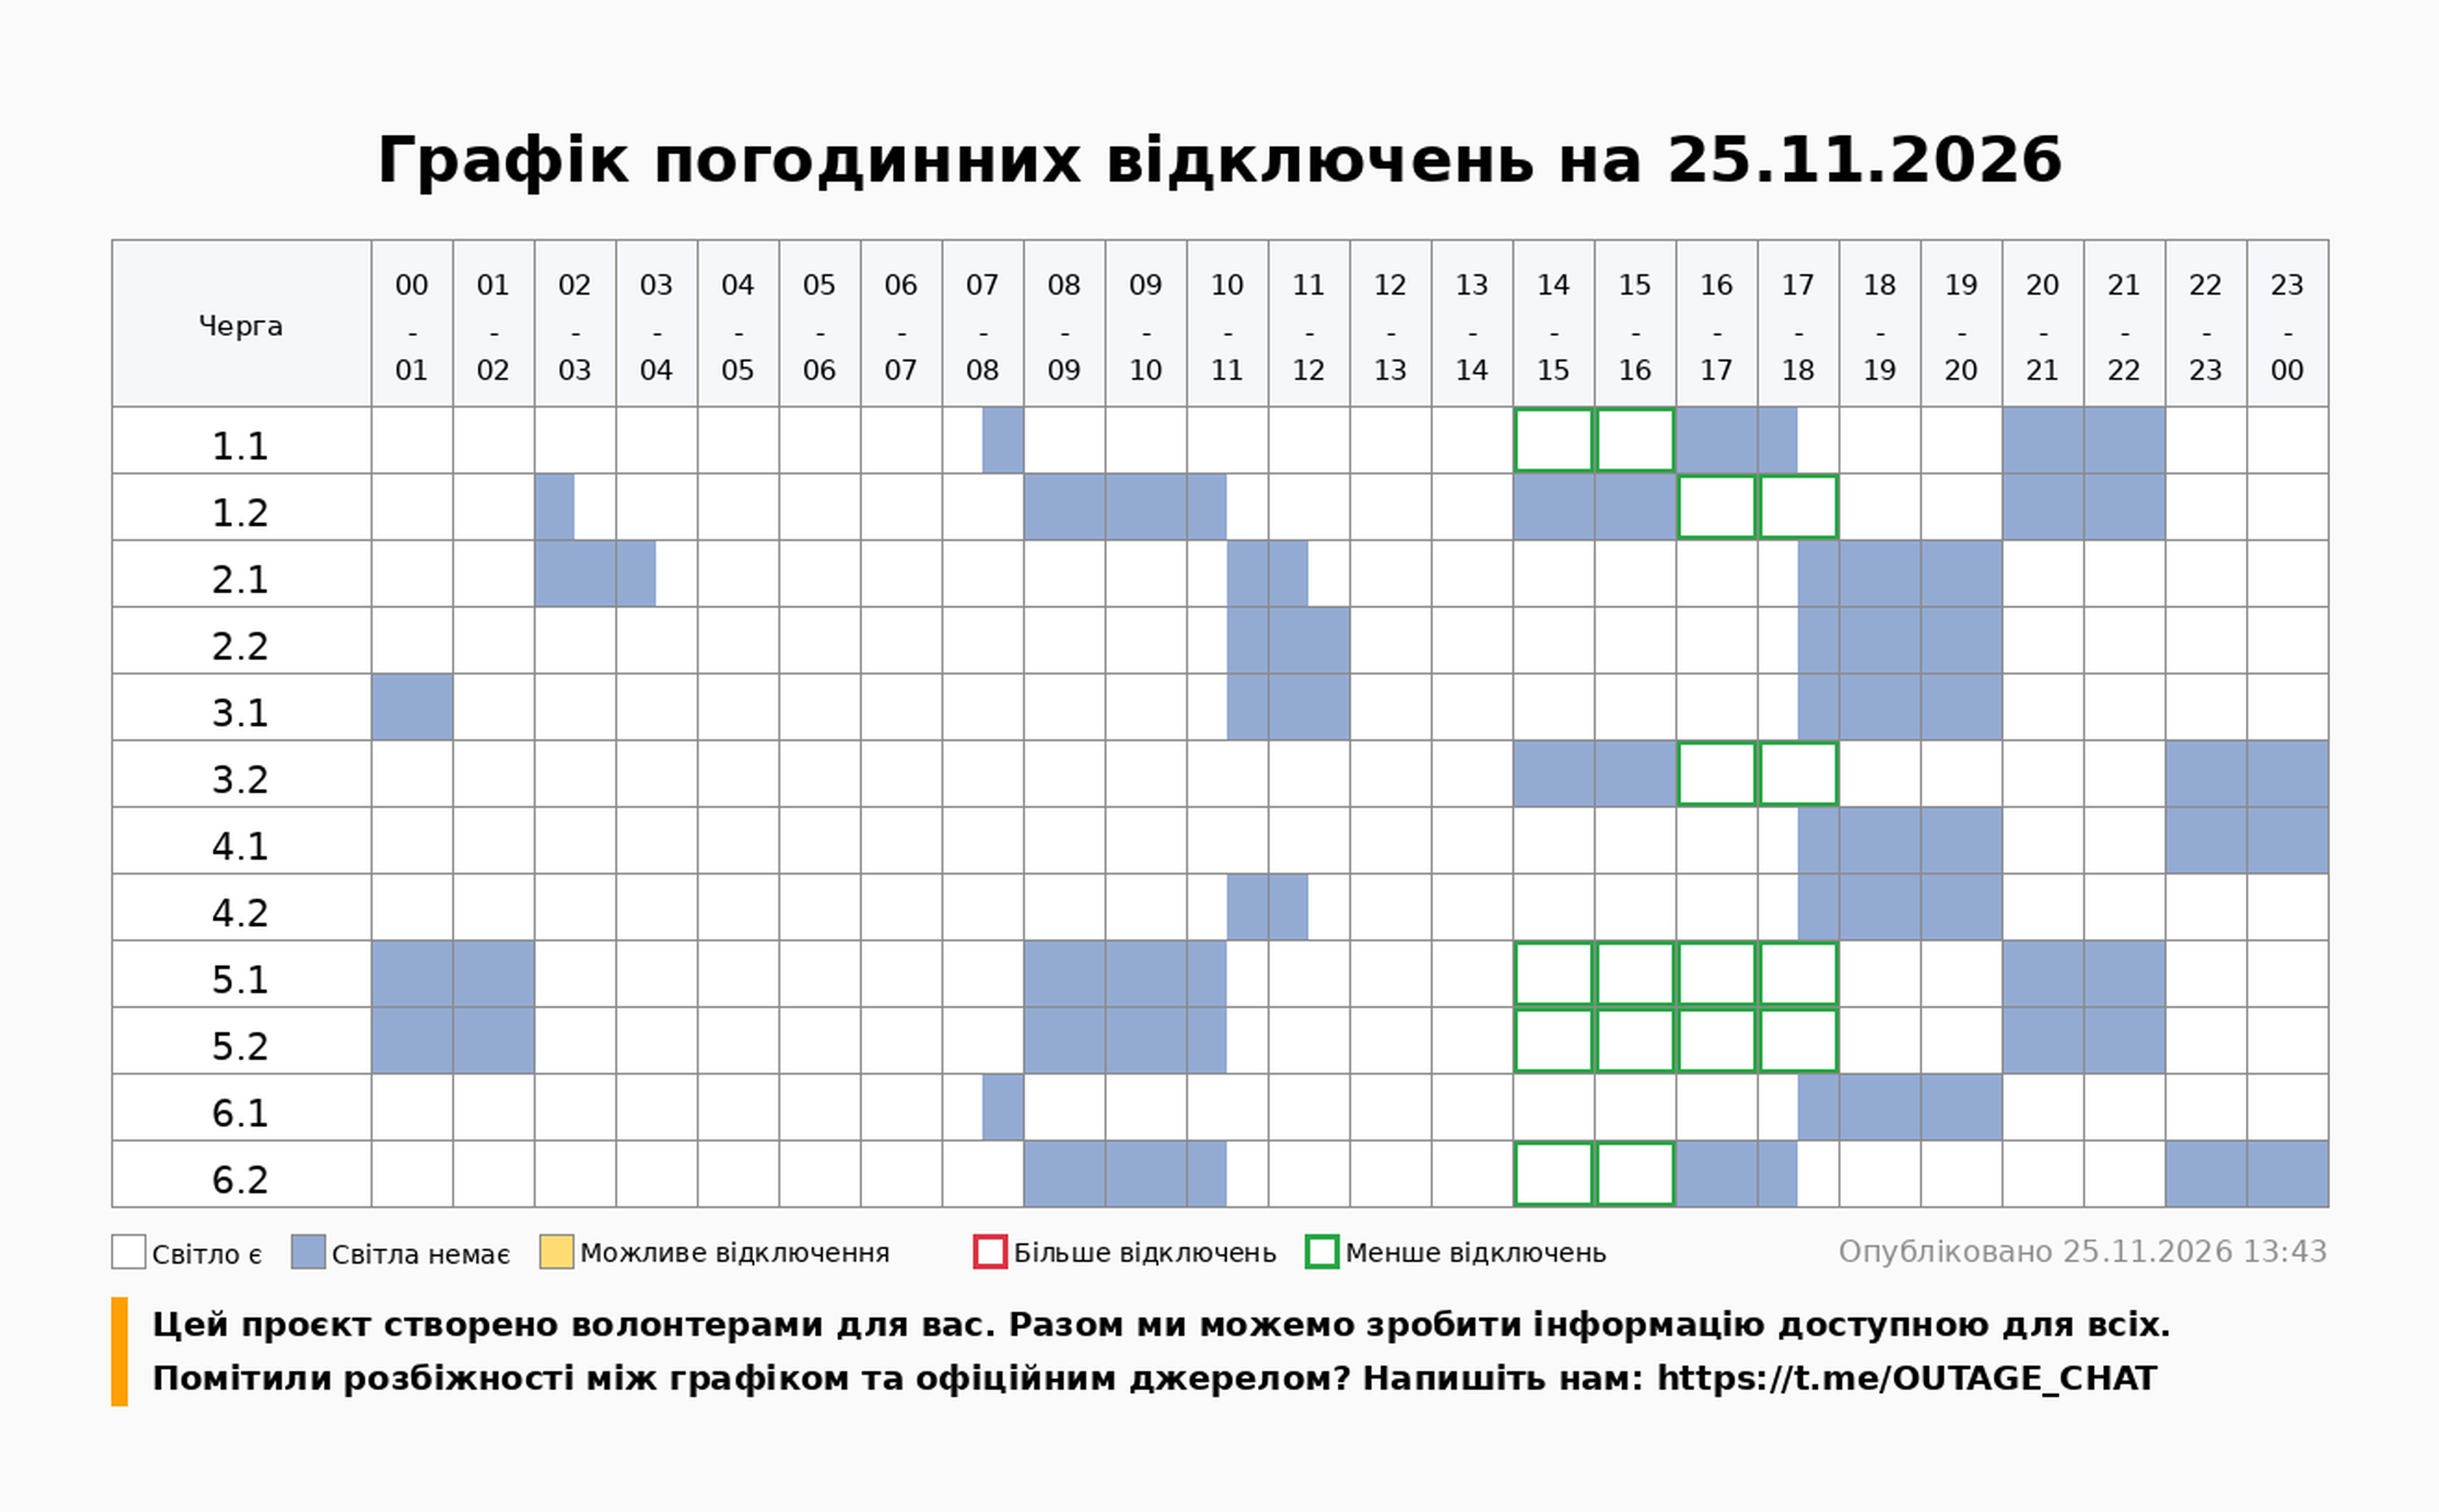 Графік погодинних відключень на 25.11.2026
Черга 00 - 01 01 - 02 02 - 03 03 - 04 04 - 05 05 - 06 06 - 07 07 - 08 08 - 09 09 - 10 10 - 11 11 - 12 12 - 13 13 - 14 14 - 15 15 - 16 16 - 17 17 - 18 18 - 19 19 - 20 20 - 21 21 - 22 22 - 23 23 - 00
1.1
1.2
2.1
2.2
3.1
3.2
4.1
4.2
5.1
5.2
6.1
6.2
Світло є Світла немає Можливе відключення Більше відключень Менше відключень Опубліковано 25.11.2026 13:43
Цей проєкт створено волонтерами для вас. Разом ми можемо зробити інформацію доступною для всіх.
Помітили розбіжності між графіком та офіційним джерелом? Напишіть нам: https://t.me/OUTAGE_CHAT